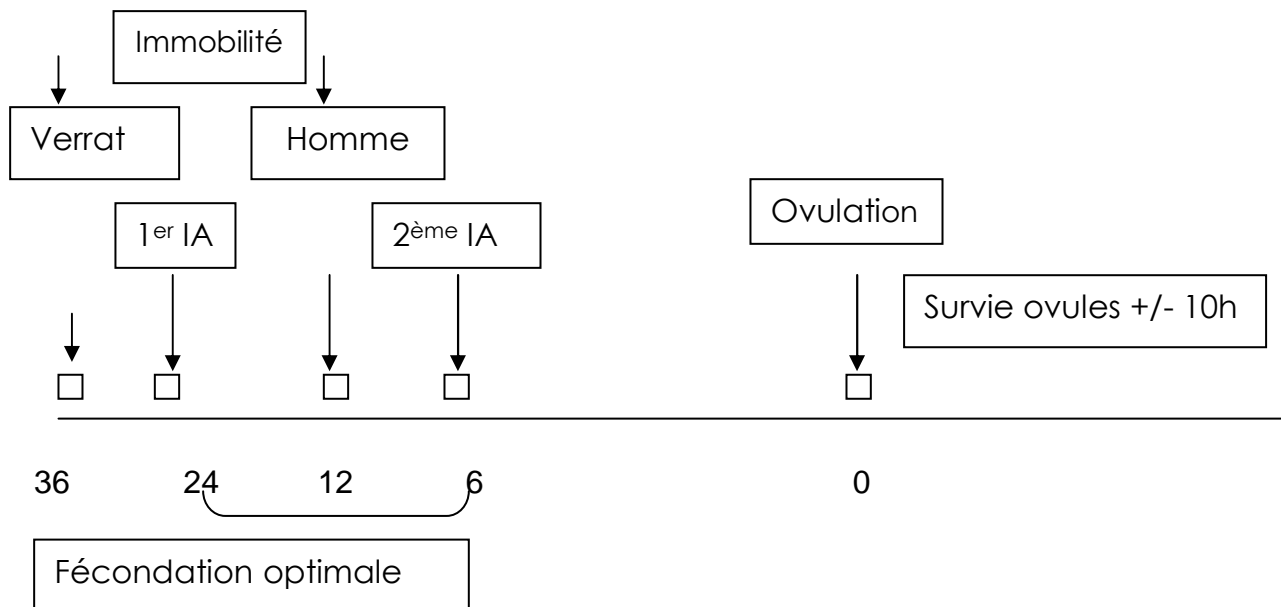 Immobilité
Verrat Homme
Ovulation
1er IA 2ème IA
Survie ovules +/- 10h
36 24 12 6 0
Fécondation optimale